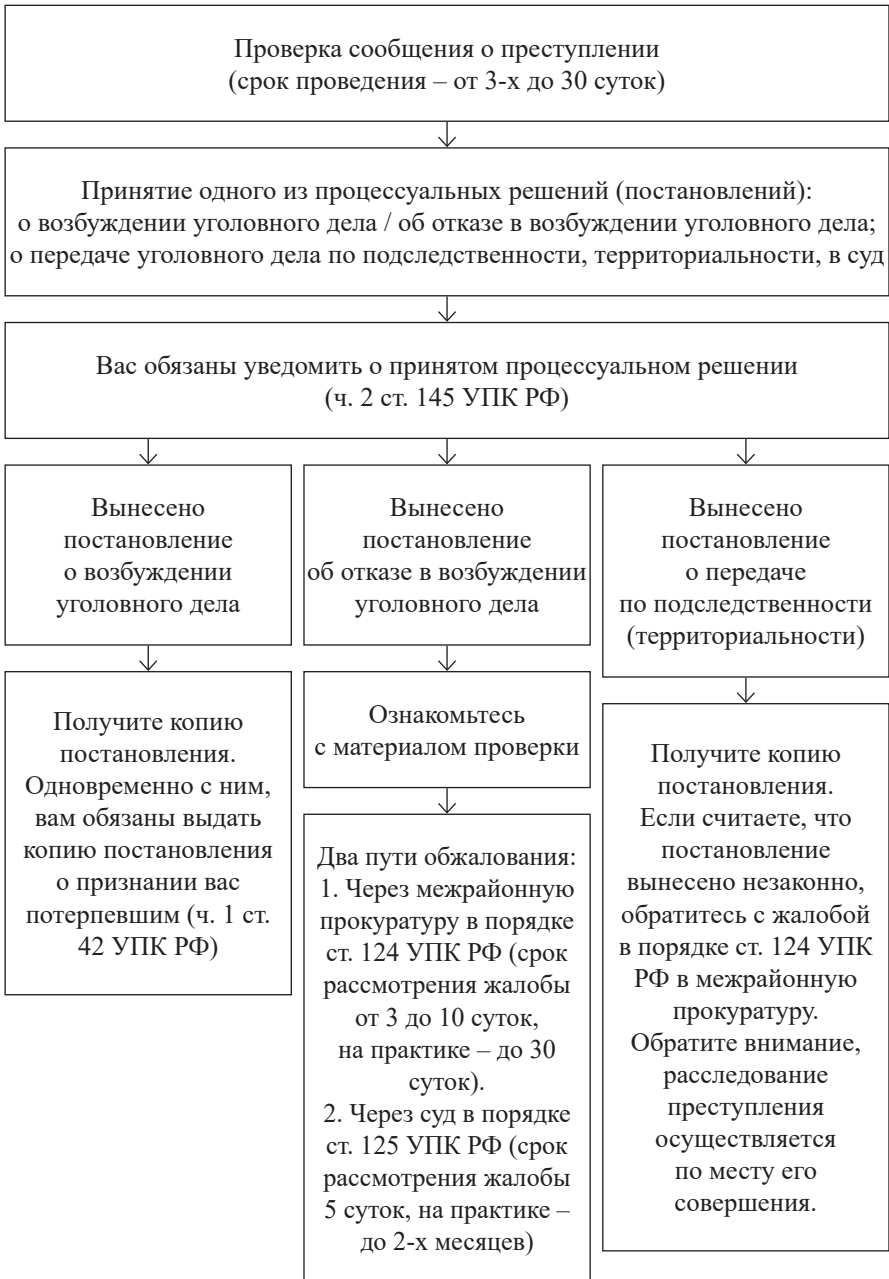 Проверка сообщения о преступлении
(срок проведения – от 3-х до 30 суток)
Принятие одного из процессуальных решений (постановлений):
о возбуждении уголовного дела / об отказе в возбуждении уголовного дела;
о передаче уголовного дела по подследственности, территориальности, в суд
Вас обязаны уведомить о принятом процессуальном решении
(ч. 2 ст. 145 УПК РФ)
Вынесено
постановление
о возбуждении
уголовного дела
Вынесено
постановление
об отказе в возбуждении
уголовного дела
Вынесено
постановление
о передаче
по подследственности
(территориальности)
Получите копию
постановления.
Одновременно с ним,
вам обязаны выдать
копию постановления
о признании вас
потерпевшим (ч. 1 ст.
42 УПК РФ)
Ознакомьтесь
с материалом проверки
Два пути обжалования:
1. Через межрайонную
прокуратуру в порядке
ст. 124 УПК РФ (срок
рассмотрения жалобы
от 3 до 10 суток,
на практике – до 30
суток).
2. Через суд в порядке
ст. 125 УПК РФ (срок
рассмотрения жалобы
5 суток, на практике –
до 2-х месяцев)
Получите копию
постановления.
Если считаете, что
постановление
вынесено незаконно,
обратитесь с жалобой
в порядке ст. 124 УПК
РФ в межрайонную
прокуратуру.
Обратите внимание,
расследование
преступления
осуществляется
по месту его
совершения.